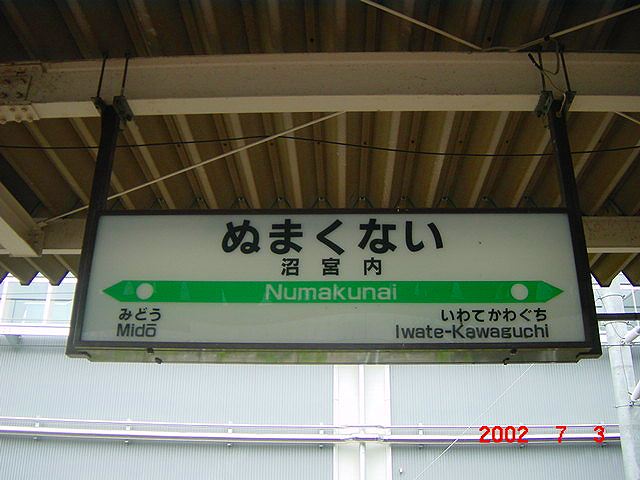 ぬまくない
沼宮内
Numakunai
みどう
Midō
いわてかわぐち
Iwate-Kawaguchi
2002 7 3